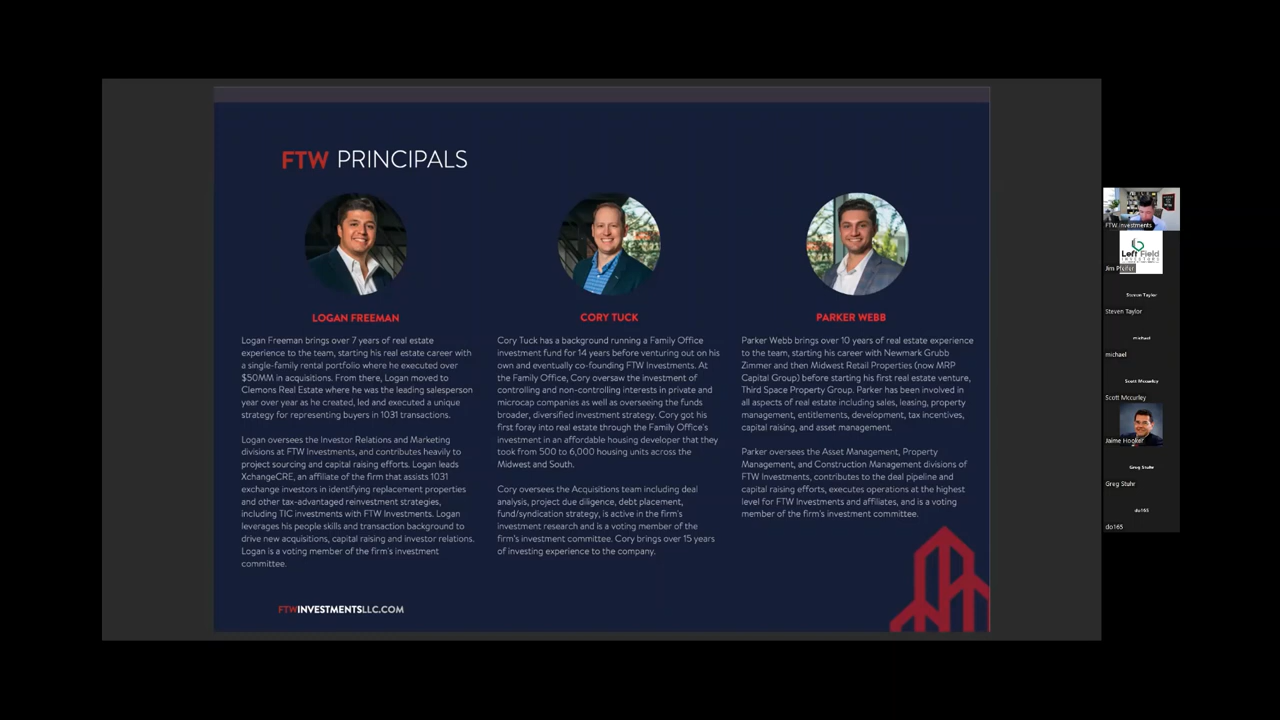 FTW PRINCIPALS
LOGAN FREEMAN
Logan Freeman brings over 7 years of real estate
experience to the team, starting his real estate career with
a single-family rental portfolio where he executed over
$50MM in acquisitions. From there, Logan moved to
Clemons Real Estate where he was the leading salesperson
year over year as he created, led and executed a unique
strategy for representing buyers in 1031 transactions.
Logan oversees the Investor Relations and Marketing
divisions at FTW Investments, and contributes heavily to
project sourcing and capital raising efforts. Logan leads
XchangeCRE, an affiliate of the firm that assists 1031
exchange investors in identifying replacement properties
and other tax-advantaged reinvestment strategies,
including TIC investments with FTW Investments. Logan
leverages his people skills and transaction background to
drive new acquisitions, capital raising and investor relations.
Logan is a voting member of the firm's investment
committee.
CORY TUCK
Cory Tuck has a background running a Family Office
investment fund for 14 years before venturing out on his
own and eventually co-founding FTW Investments. At
the Family Office, Cory oversaw the investment of
controlling and non-controlling interests in private and
microcap companies as well as overseeing the funds
broader, diversified investment strategy. Cory got his
first foray into real estate through the Family Office's
investment in an affordable housing developer that they
took from 500 to 6,000 housing units across the
Midwest and South.
Cory oversees the Acquisitions team including deal
analysis, project due diligence, debt placement,
fund/syndication strategy, is active in the firm's
investment research and is a voting member of the
firm's investment committee. Cory brings over 15 years
of investing experience to the company.
PARKER WEBB
Parker Webb brings over 10 years of real estate experience
to the team, starting his career with Newmark Grubb
Zimmer and then Midwest Retail Properties (now MRP
Capital Group) before starting his first real estate venture,
Third Space Property Group. Parker has been involved in
all aspects of real estate including sales, leasing, property
management, entitlements, development, tax incentives,
capital raising, and asset management.
Parker oversees the Asset Management, Property
Management, and Construction Management divisions of
FTW Investments, contributes to the deal pipeline and
capital raising efforts, executes operations at the highest
level for FTW Investments and affiliates, and is a voting
member of the firm's investment committee.
FTWINVESTMENTSLLC.COM
FTW Investments
Left Field
INVESTORS
Jim Pfeifer
Steven Taylor
Steven Taylor
michael
michael
Scott Mccurley
Scott Mccurley
Jaime Hooker
Greg Stuhr
Greg Stuhr
do165
do165